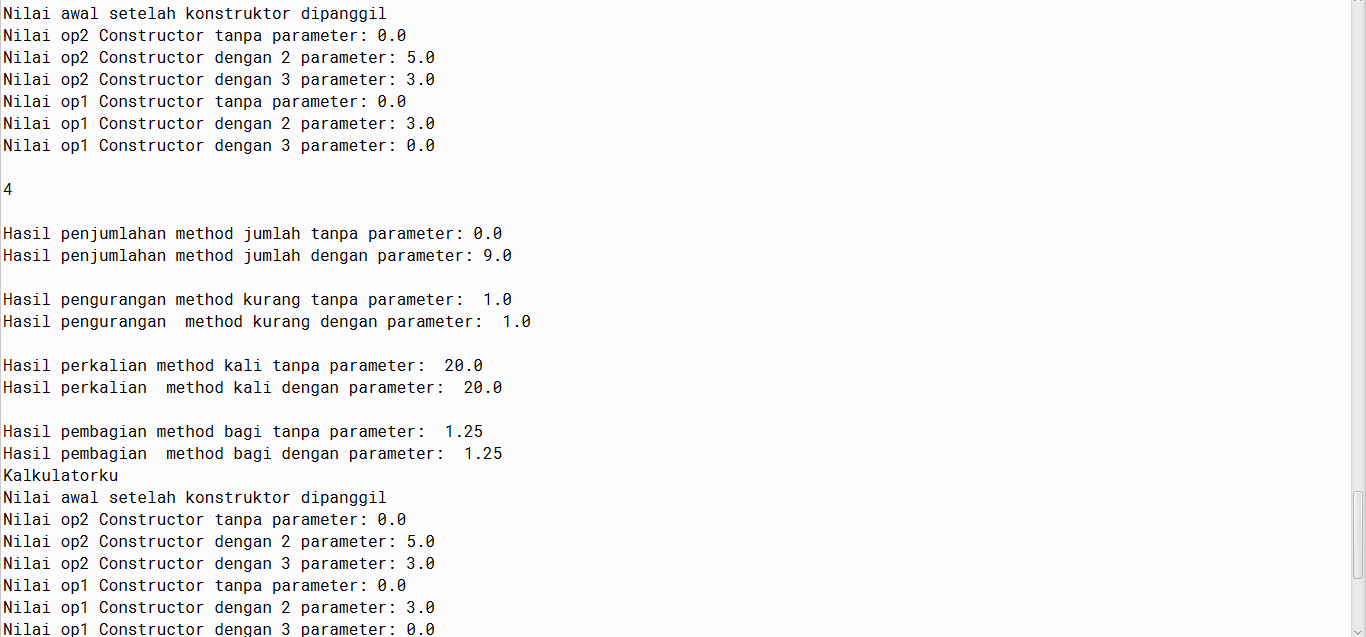 Nilai awal setelah konstruktor dipanggil
Nilai op2 Constructor tanpa parameter: 0.0
Nilai op2 Constructor dengan 2 parameter: 5.0
Nilai op2 Constructor dengan 3 parameter: 3.0
Nilai op1 Constructor tanpa parameter: 0.0
Nilai op1 Constructor dengan 2 parameter: 3.0
Nilai op1 Constructor dengan 3 parameter: 0.0

4

Hasil penjumlahan method jumlah tanpa parameter: 0.0
Hasil penjumlahan method jumlah dengan parameter: 9.0

Hasil pengurangan method kurang tanpa parameter:  1.0
Hasil pengurangan  method kurang dengan parameter:  1.0

Hasil perkalian method kali tanpa parameter:  20.0
Hasil perkalian  method kali dengan parameter:  20.0

Hasil pembagian method bagi tanpa parameter:  1.25
Hasil pembagian  method bagi dengan parameter:  1.25
Kalkulatorku
Nilai awal setelah konstruktor dipanggil
Nilai op2 Constructor tanpa parameter: 0.0
Nilai op2 Constructor dengan 2 parameter: 5.0
Nilai op2 Constructor dengan 3 parameter: 3.0
Nilai op1 Constructor tanpa parameter: 0.0
Nilai op1 Constructor dengan 2 parameter: 3.0
Nilai op1 Constructor dengan 3 parameter: 0.0